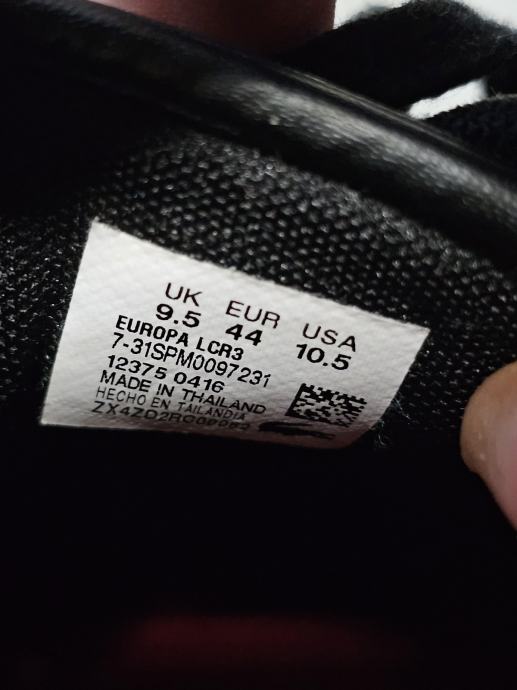 UK EUR USA
9.5 44 10.5
EUROPA LCR3
7-31SPM0097231
12375 0416
MADE IN THAILAND
HECHO EN TAILANDIA